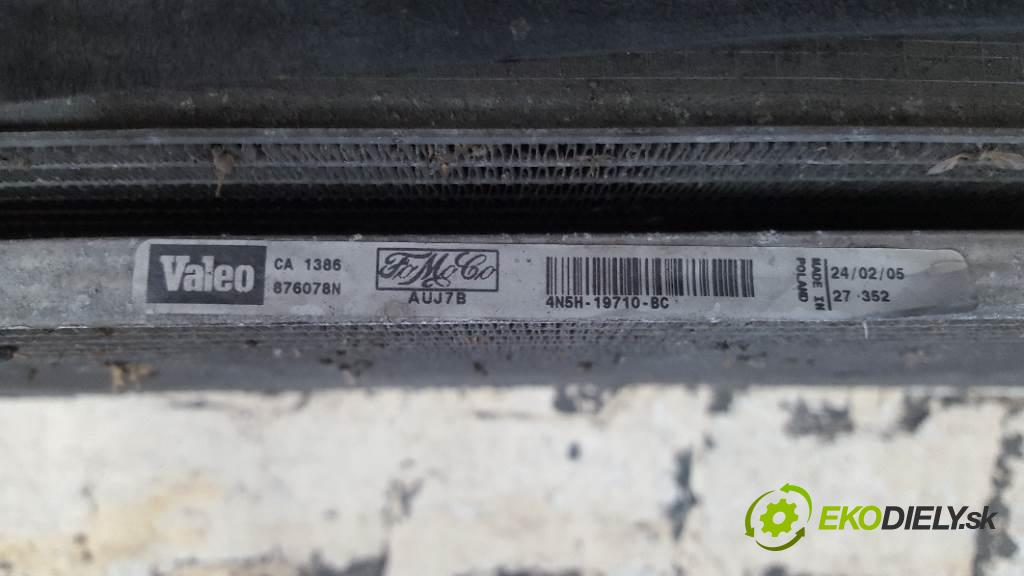 Valeo
CA 1386
876078N
FoMoCo
AUJ7B
4N5H-19710-BC
MADE IN
POLAND
24/02/05
27 352
EKODIELY.sk